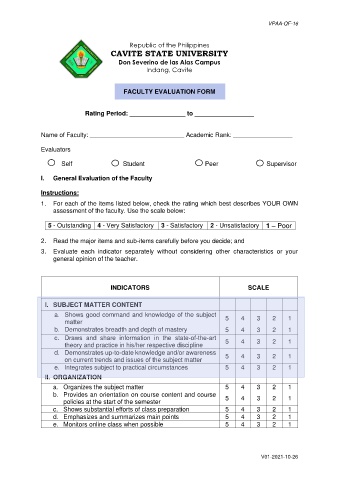 VPAA-QF-16
Republic of the Philippines
CAVITE STATE UNIVERSITY
Don Severino de las Alas Campus
Indang, Cavite
FACULTY EVALUATION FORM
Rating Period: ________________ to _________________
Name of Faculty: ____________________________ Academic Rank: __________________
Evaluators
Self Student Peer Supervisor
I. General Evaluation of the Faculty
Instructions:
1. For each of the items listed below, check the rating which best describes YOUR OWN
assessment of the faculty. Use the scale below:
5 - Outstanding 4 - Very Satisfactory 3 - Satisfactory 2 - Unsatisfactory 1 – Poor
2. Read the major items and sub-items carefully before you decide; and
3. Evaluate each indicator separately without considering other characteristics or your
general opinion of the teacher.
INDICATORS SCALE
I. SUBJECT MATTER CONTENT
a. Shows good command and knowledge of the subject
matter 5 4 3 2 1
b. Demonstrates breadth and depth of mastery 5 4 3 2 1
c. Draws and share information in the state-of-the-art
theory and practice in his/her respective discipline 5 4 3 2 1
d. Demonstrates up-to-date knowledge and/or awareness
on current trends and issues of the subject matter 5 4 3 2 1
e. Integrates subject to practical circumstances 5 4 3 2 1
II. ORGANIZATION
a. Organizes the subject matter 5 4 3 2 1
b. Provides an orientation on course content and course
policies at the start of the semester 5 4 3 2 1
c. Shows substantial efforts of class preparation 5 4 3 2 1
d. Emphasizes and summarizes main points 5 4 3 2 1
e. Monitors online class when possible 5 4 3 2 1
V01-2021-10-26